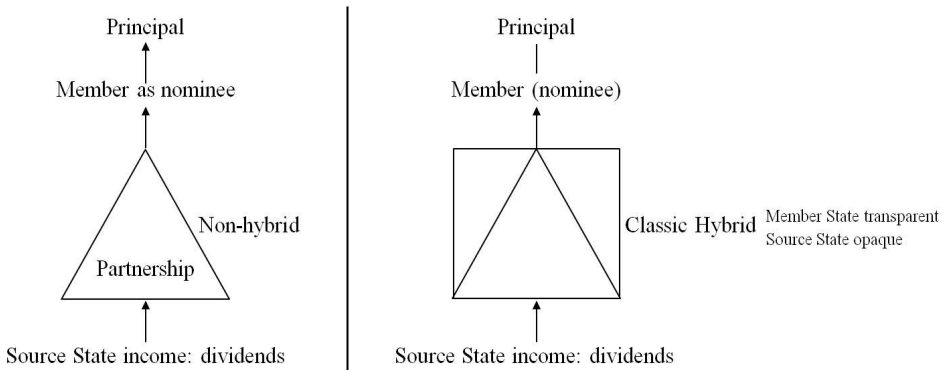 Principal
Member as nominee
Non-hybrid
Partnership
Source State income: dividends
Principal
Member (nominee)
Classic Hybrid
Member State transparent
Source State opaque
Source State income: dividends